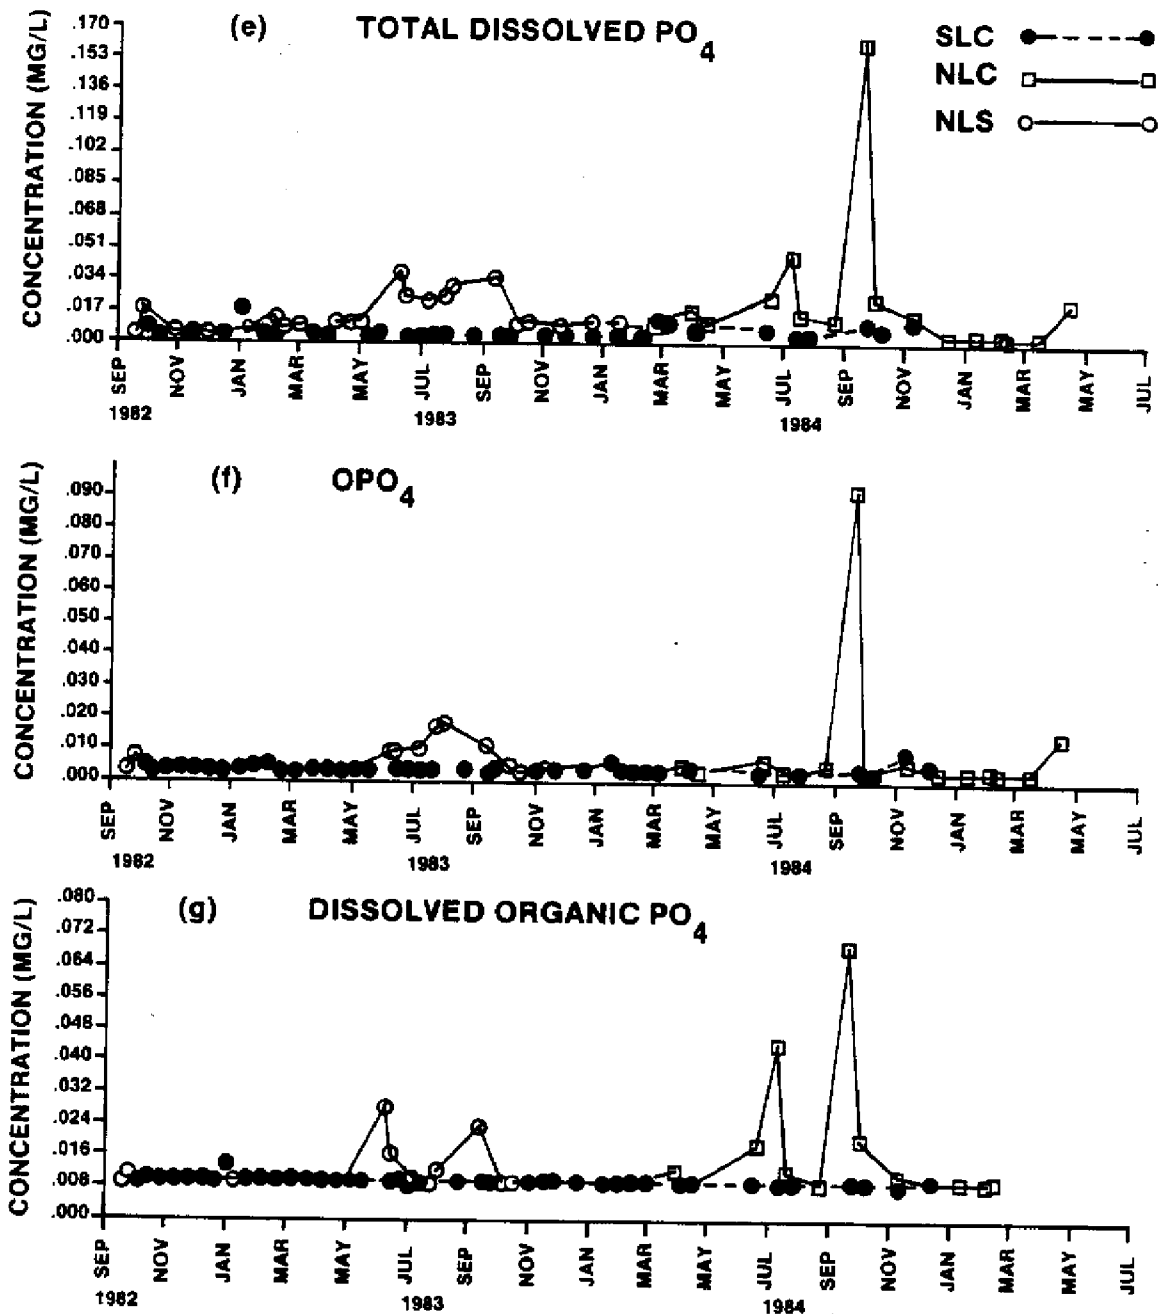 (e) TOTAL DISSOLVED PO4
SLC
NLC
NLS
CONCENTRATION (MG/L)
.170
.153
.136
.119
.102
.085
.068
.051
.034
.017
.000
SEP NOV JAN MAR MAY JUL SEP NOV JAN MAR MAY JUL SEP NOV JAN MAR MAY JUL
1982 1983 1984
(f) OPO4
CONCENTRATION (MG/L)
.090
.080
.070
.060
.050
.040
.030
.020
.010
.000
SEP NOV JAN MAR MAY JUL SEP NOV JAN MAR MAY JUL SEP NOV JAN MAR MAY JUL
1982 1983 1984
(g) DISSOLVED ORGANIC PO4
CONCENTRATION (MG/L)
.080
.072
.064
.056
.048
.040
.032
.024
.016
.008
.000
SEP NOV JAN MAR MAY JUL SEP NOV JAN MAR MAY JUL SEP NOV JAN MAR MAY JUL
1982 1983 1984